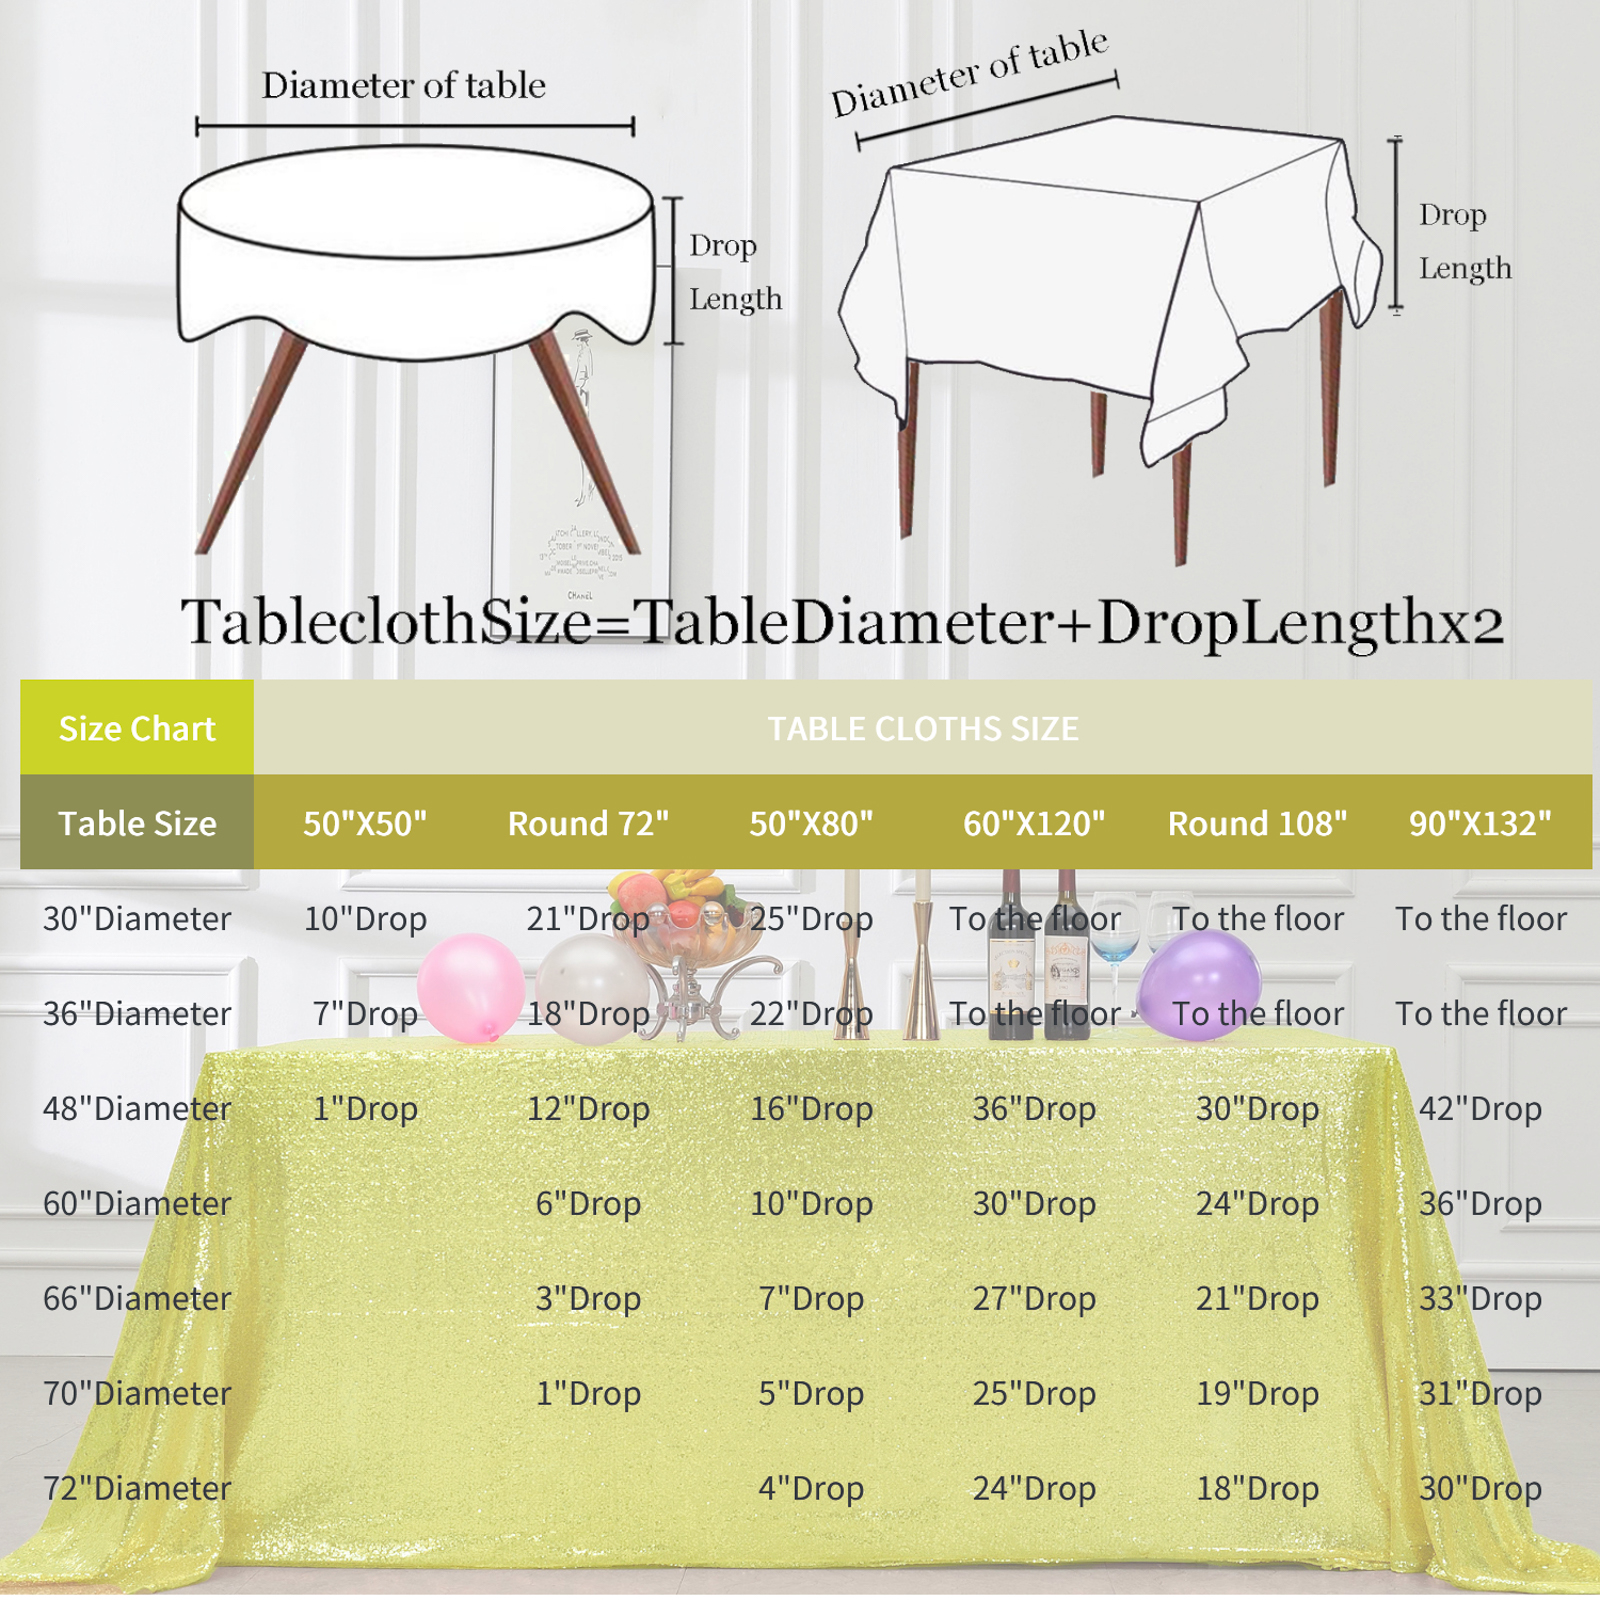 Diameter of table
Diameter of table
Drop
Length
Drop
Length
CHANEL
TableclothSize=TableDiameter+DropLengthx2
Size Chart TABLE CLOTHS SIZE
Table Size 50"X50" Round 72" 50"X80" 60"X120" Round 108" 90"X132"
30"Diameter 10"Drop 21"Drop 25"Drop To the floor To the floor To the floor
36"Diameter 7"Drop 18"Drop 22"Drop To the floor To the floor To the floor
48"Diameter 1"Drop 12"Drop 16"Drop 36"Drop 30"Drop 42"Drop
60"Diameter 6"Drop 10"Drop 30"Drop 24"Drop 36"Drop
66"Diameter 3"Drop 7"Drop 27"Drop 21"Drop 33"Drop
70"Diameter 1"Drop 5"Drop 25"Drop 19"Drop 31"Drop
72"Diameter 4"Drop 24"Drop 18"Drop 30"Drop